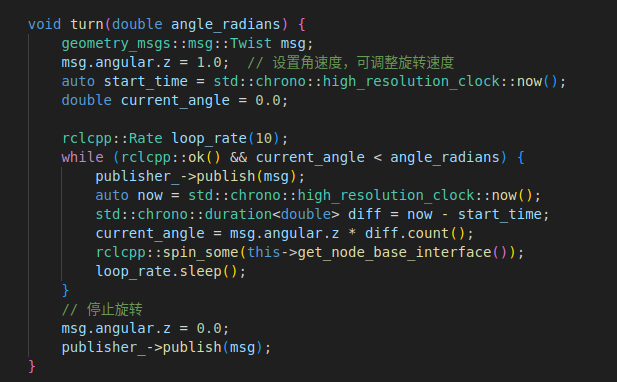 void turn(double angle_radians) {
    geometry_msgs::msg::Twist msg;
    msg.angular.z = 1.0;  // 设置角速度，可调整旋转速度
    auto start_time = std::chrono::high_resolution_clock::now();
    double current_angle = 0.0;

    rclcpp::Rate loop_rate(10);
    while (rclcpp::ok() && current_angle < angle_radians) {
        publisher_->publish(msg);
        auto now = std::chrono::high_resolution_clock::now();
        std::chrono::duration<double> diff = now - start_time;
        current_angle = msg.angular.z * diff.count();
        rclcpp::spin_some(this->get_node_base_interface());
        loop_rate.sleep();
    }
    // 停止旋转
    msg.angular.z = 0.0;
    publisher_->publish(msg);
}